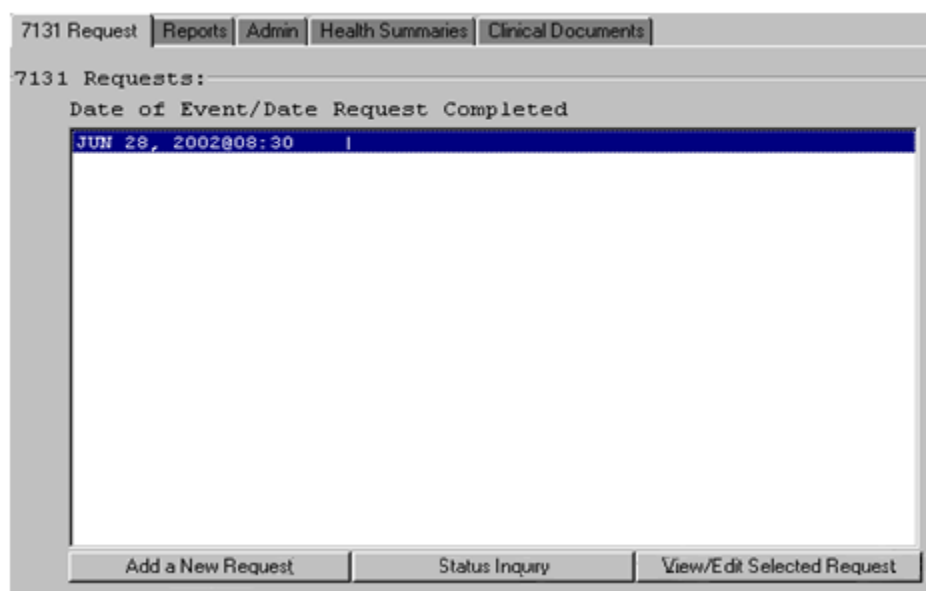 7131 Request Reports Admin Health Summaries Clinical Documents
7131 Requests:
Date of Event/Date Request Completed
JUN 28, 2002@08:30 |
Add a New Request Status Inquiry View/Edit Selected Request